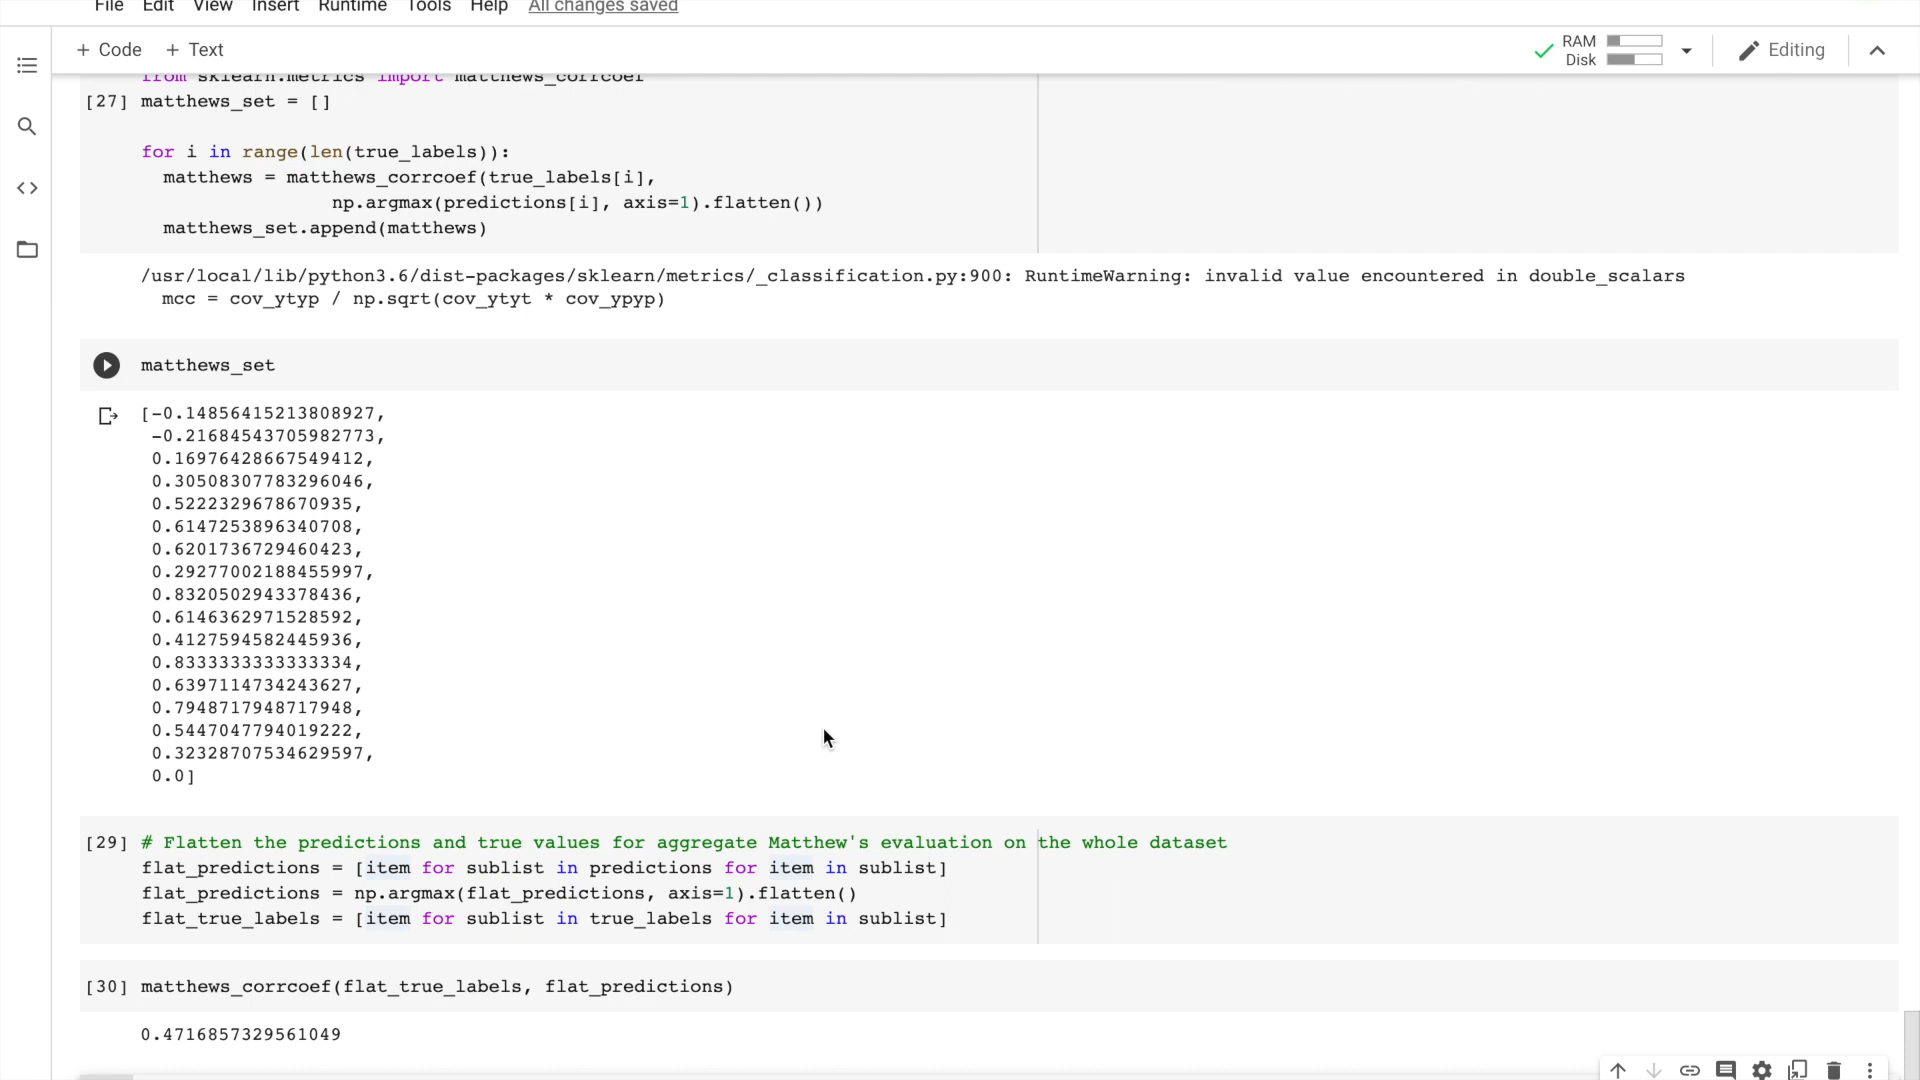 File Edit View Insert Runtime Tools Help All changes saved
+ Code + Text
RAM
Disk
Editing
from sklearn.metrics import matthews_corrcoef
[27] matthews_set = []
for i in range(len(true_labels)):
matthews = matthews_corrcoef(true_labels[i],
np.argmax(predictions[i], axis=1).flatten())
matthews_set.append(matthews)
/usr/local/lib/python3.6/dist-packages/sklearn/metrics/_classification.py:900: RuntimeWarning: invalid value encountered in double_scalars
mcc = cov_ytyp / np.sqrt(cov_ytyt * cov_ypyp)
matthews_set
[-0.14856415213808927,
-0.21684543705982773,
0.16976428667549412,
0.30508307783296046,
0.5222329678670935,
0.6147253896340708,
0.6201736729460423,
0.29277002188455997,
0.8320502943378436,
0.6146362971528592,
0.4127594582445936,
0.8333333333333334,
0.6397114734243627,
0.7948717948717948,
0.5447047794019222,
0.32328707534629597,
0.0]
[29] # Flatten the predictions and true values for aggregate Matthew's evaluation on the whole dataset
flat_predictions = [item for sublist in predictions for item in sublist]
flat_predictions = np.argmax(flat_predictions, axis=1).flatten()
flat_true_labels = [item for sublist in true_labels for item in sublist]
[30] matthews_corrcoef(flat_true_labels, flat_predictions)
0.4716857329561049